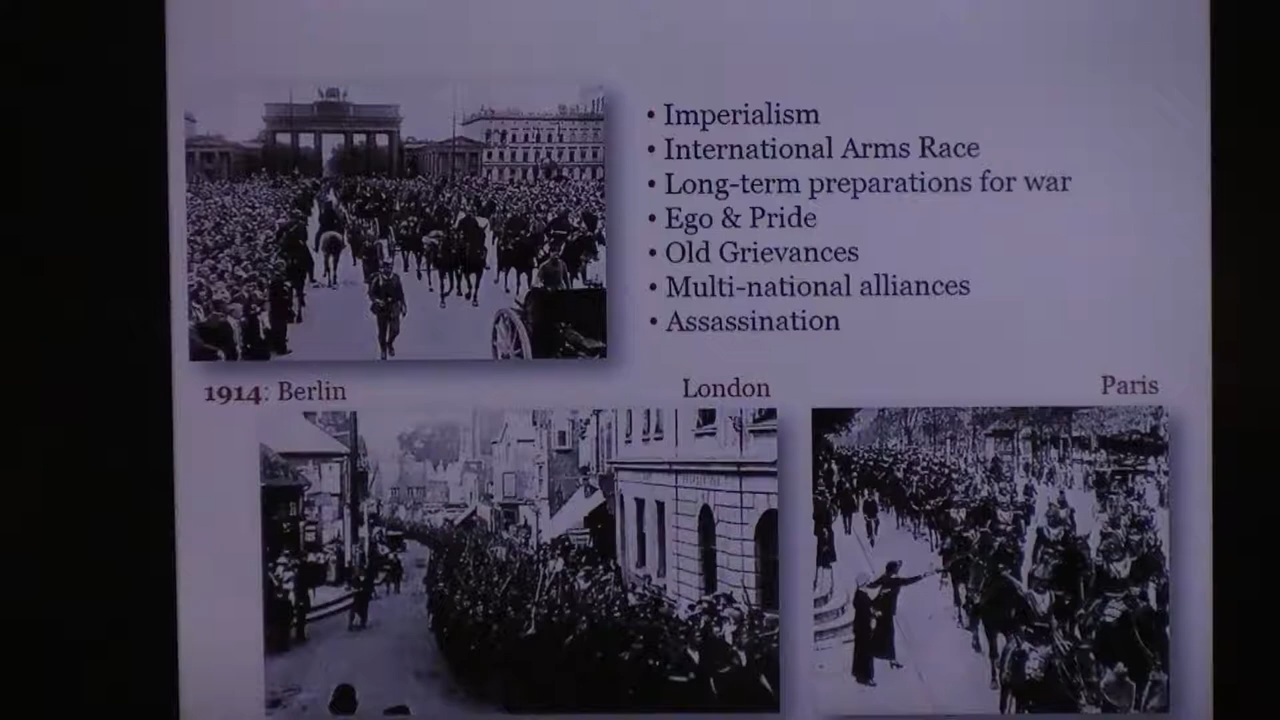 • Imperialism
• International Arms Race
• Long-term preparations for war
• Ego & Pride
• Old Grievances
• Multi-national alliances
• Assassination
1914: Berlin
London
Paris